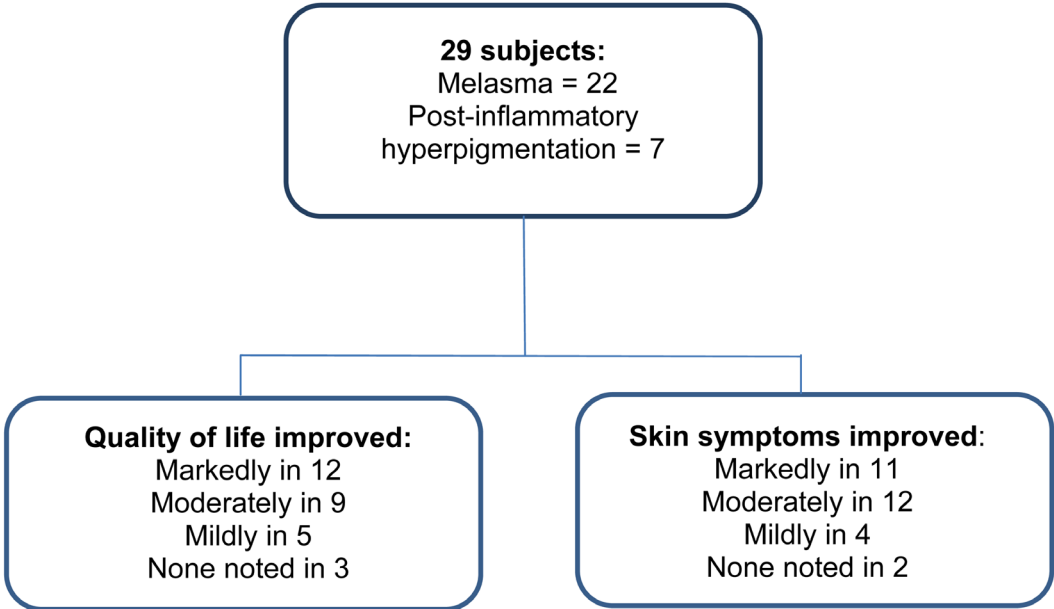 29 subjects:
Melasma = 22
Post-inflammatory
hyperpigmentation = 7
Quality of life improved:
Markedly in 12
Moderately in 9
Mildly in 5
None noted in 3
Skin symptoms improved:
Markedly in 11
Moderately in 12
Mildly in 4
None noted in 2